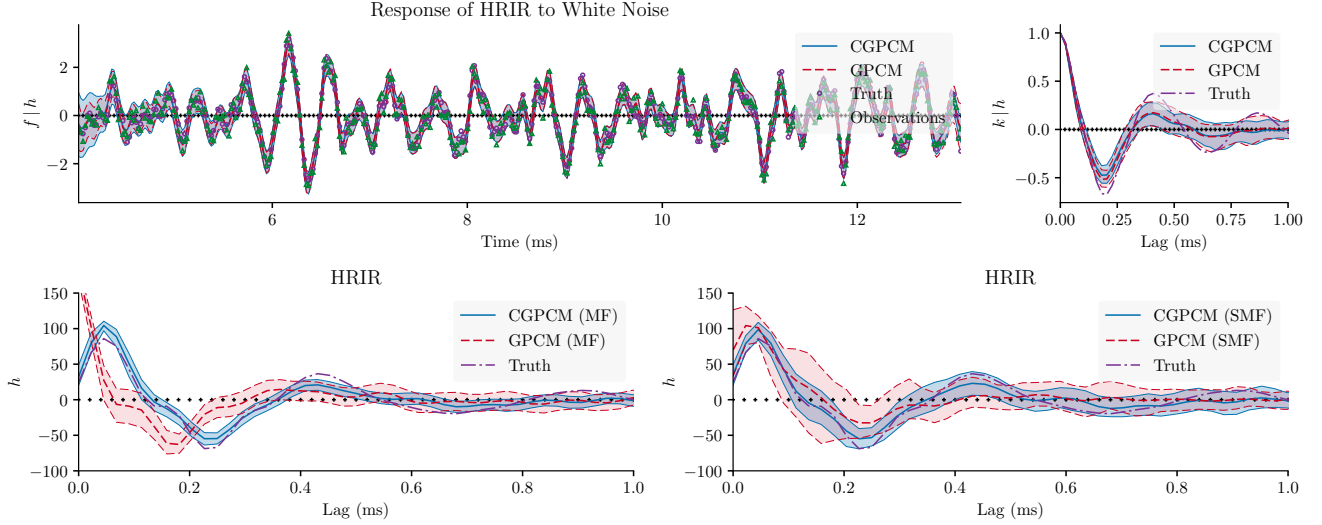 Response of HRIR to White Noise
f | h
2
0
−2
6
8
10
12
Time (ms)
CGPCM
GPCM
Truth
Observations
k | h
1.0
0.5
0.0
−0.5
0.00
0.25
0.50
0.75
1.00
Lag (ms)
CGPCM
GPCM
Truth
HRIR
h
150
100
50
0
−50
−100
0.0
0.2
0.4
0.6
0.8
1.0
Lag (ms)
CGPCM (MF)
GPCM (MF)
Truth
HRIR
h
150
100
50
0
−50
−100
0.0
0.2
0.4
0.6
0.8
1.0
Lag (ms)
CGPCM (SMF)
GPCM (SMF)
Truth